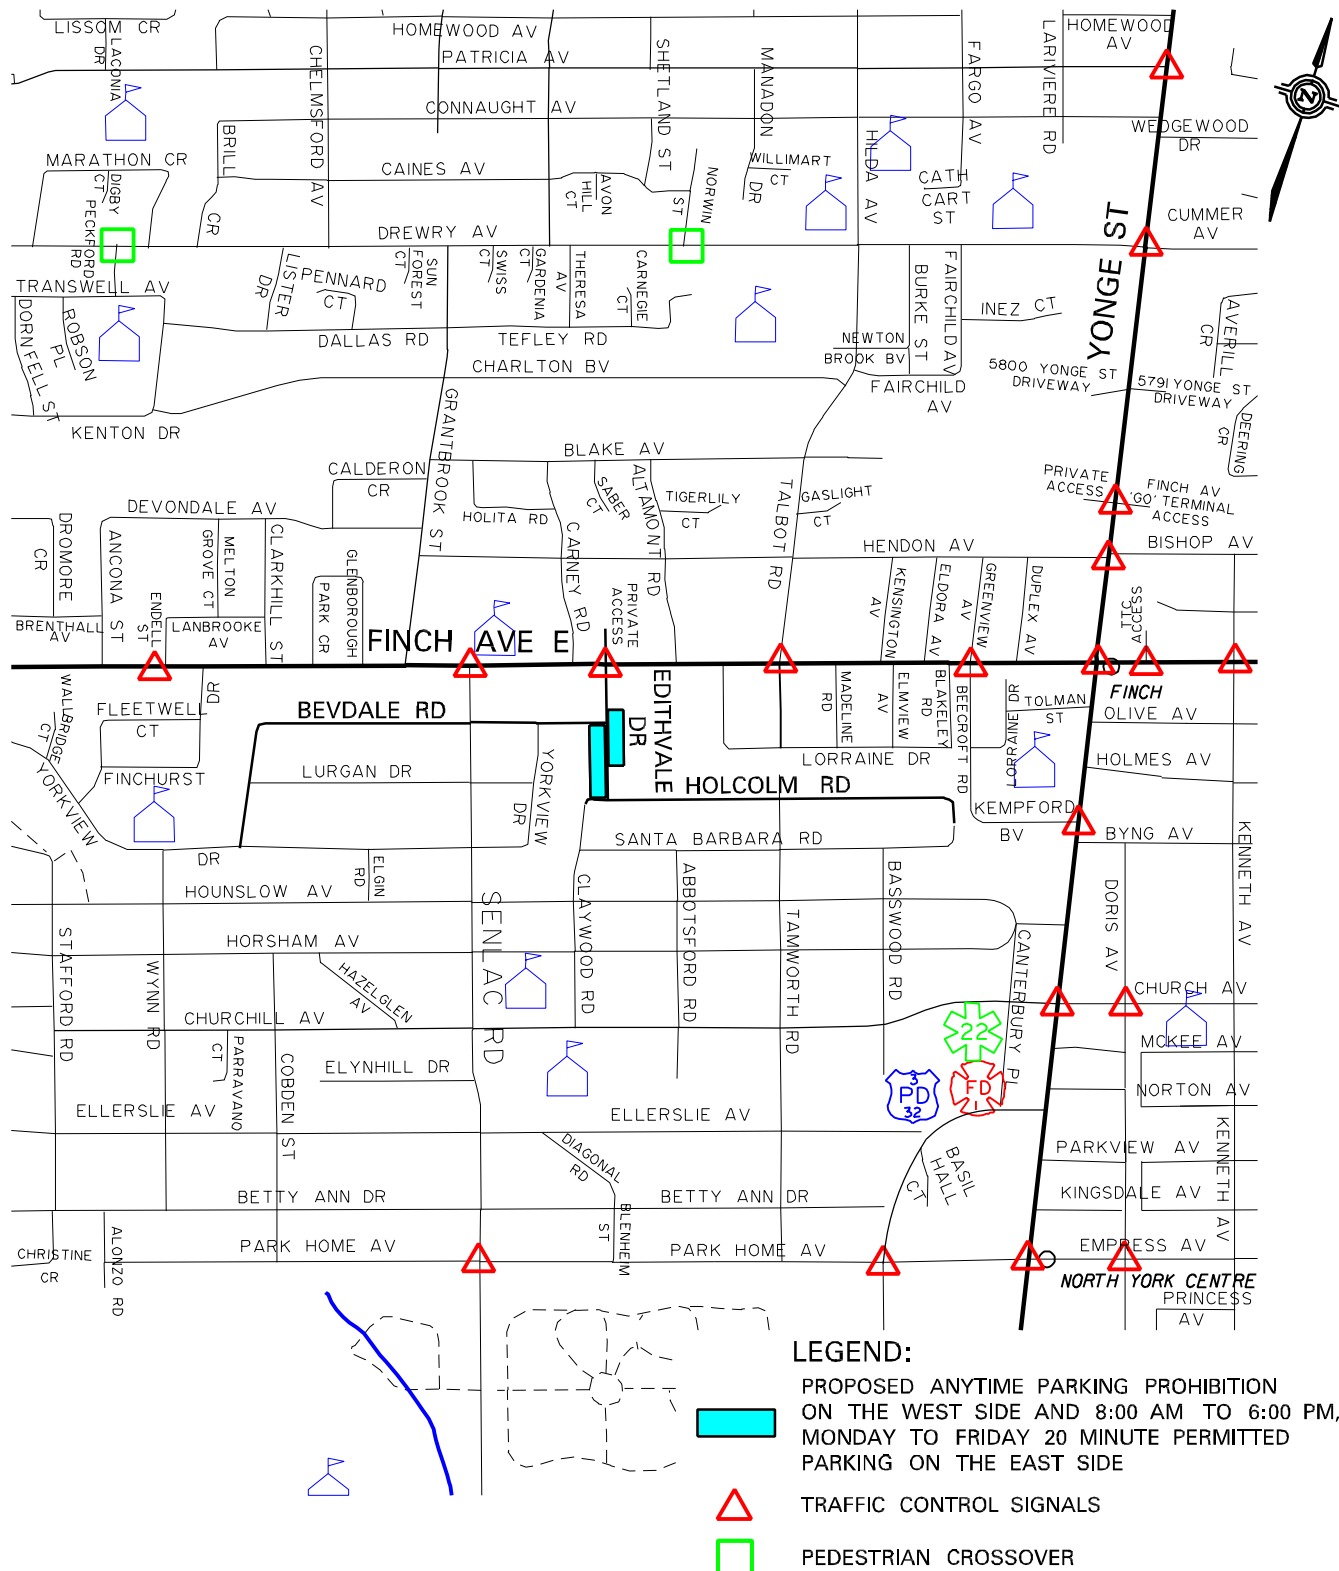 LISSOM CR
LACONIA
DR
CHELMSFORD AV
HOMEWOOD AV
PATRICIA AV
SHETLAND ST
MANADON
DR
FARGO AV
LARIVIERE RD
HOMEWOOD
AV
CONNAUGHT AV
BRILL
CR
HILDA AV
WEDGEWOOD
DR
N
MARATHON CR
DIGBY
CT
PECKFORD
RD
CAINES AV
AVON
HILL
CT
NORWIN
ST
WILLIMART
CT
CATH
CART
ST
CUMMER
AV
YONGE ST
DREWRY AV
TRANSWELL AV
DORNFELL ST
ROBSON
PL
LISTER
DR
PENNARD
CT
SUN
FOREST
CT
SWISS
CT
GARDENIA
CT
THERESA
AV
CARNEGIE
CT
BURKE ST
FAIRCHILD AV
INEZ CT
AVERILL
CR
DALLAS RD
TEFLEY RD
NEWTON
BROOK BV
CHARLTON BV
FAIRCHILD
AV
5800 YONGE ST
DRIVEWAY
5791 YONGE ST
DRIVEWAY
DEERING
CR
KENTON DR
GRANTBROOK ST
BLAKE AV
CALDERON
CR
HOLITA RD
SABER
CT
ALTAMONT RD
TIGERLILY
CT
TALBOT RD
GASLIGHT
CT
PRIVATE
ACCESS
FINCH AV
'GO' TERMINAL
ACCESS
DEVONDALE AV
DROMORE
CR
ANCONA ST
MELTON
GROVE CT
CLARKHILL ST
CARNEY RD
HENDON AV
BISHOP AV
GLENBOROUGH
PARK CR
ENDELL
ST
PRIVATE
ACCESS
KENSINGTON
AV
ELDORA AV
GREENVIEW
AV
DUPLEX AV
TTC
ACCESS
BRENTHALL
AV
LANBROOKE
AV
FINCH AVE E
FINCH
WALLBRIDGE
CT
DR
FLEETWELL
CT
BEVDALE RD
EDITHVALE
DR
MADELINE
RD
ELMVIEW
AV
BLAKELEY
RD
BEECROFT RD
LORRAINE DR
TOLMAN
ST
OLIVE AV
YORKVIEW
FINCHURST
LURGAN DR
YORKVIEW
DR
LORRAINE DR
HOLMES AV
HOLCOLM RD
KEMPFORD
BV
SANTA BARBARA RD
BYNG AV
KENNETH AV
DR
ELGIN
RD
HOUNSLOW AV
SENLAC RD
CLAYWOOD RD
ABBOTSFORD RD
TAMWORTH RD
BASSWOOD RD
DORIS AV
STAFFORD RD
WYNN RD
HORSHAM AV
HAZELGLEN
AV
CANTERBURY PL
CHURCH AV
CHURCHILL AV
PARRAVANO
CT
COBDEN ST
ELYNHILL DR
22
MCKEE AV
3
PD
32
FD
1
NORTON AV
ELLERSLIE AV
ELLERSLIE AV
DIAGONAL
RD
BASIL
HALL
CT
PARKVIEW AV
KENNETH AV
BETTY ANN DR
BETTY ANN DR
KINGSDALE AV
BLENHEIM
ST
CHRISTINE
CR
ALONZO RD
PARK HOME AV
PARK HOME AV
EMPRESS AV
NORTH YORK CENTRE
PRINCESS
AV
LEGEND:
PROPOSED ANYTIME PARKING PROHIBITION
ON THE WEST SIDE AND 8:00 AM TO 6:00 PM,
MONDAY TO FRIDAY 20 MINUTE PERMITTED
PARKING ON THE EAST SIDE
TRAFFIC CONTROL SIGNALS
PEDESTRIAN CROSSOVER